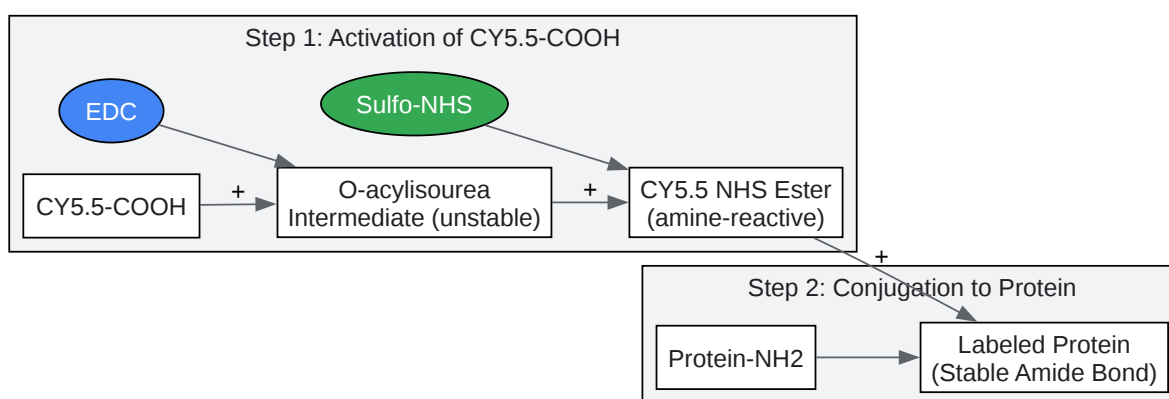 Step 1: Activation of CY5.5-COOH
EDC
Sulfo-NHS
CY5.5-COOH
+
O-acylisourea
Intermediate (unstable)
+
CY5.5 NHS Ester
(amine-reactive)
+
Step 2: Conjugation to Protein
Protein-NH2
Labeled Protein
(Stable Amide Bond)